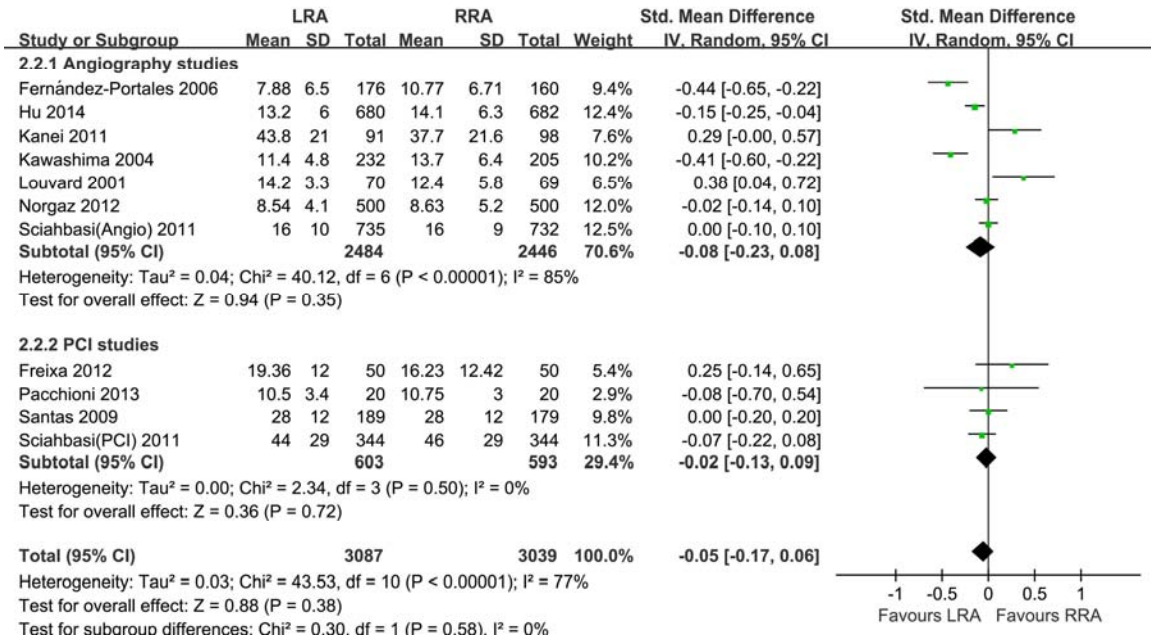 LRA RRA Std. Mean Difference Std. Mean Difference
Study or Subgroup Mean SD Total Mean SD Total Weight IV, Random, 95% CI IV, Random, 95% CI
2.2.1 Angiography studies
Fernández-Portales 2006 7.88 6.5 176 10.77 6.71 160 9.4% -0.44 [-0.65, -0.22]
Hu 2014 13.2 6 680 14.1 6.3 682 12.4% -0.15 [-0.25, -0.04]
Kanei 2011 43.8 21 91 37.7 21.6 98 7.6% 0.29 [-0.00, 0.57]
Kawashima 2004 11.4 4.8 232 13.7 6.4 205 10.2% -0.41 [-0.60, -0.22]
Louvard 2001 14.2 3.3 70 12.4 5.8 69 6.5% 0.38 [0.04, 0.72]
Norgaz 2012 8.54 4.1 500 8.63 5.2 500 12.0% -0.02 [-0.14, 0.10]
Sciahbasi(Angio) 2011 16 10 735 16 9 732 12.5% 0.00 [-0.10, 0.10]
Subtotal (95% CI) 2484 2446 70.6% -0.08 [-0.23, 0.08]
Heterogeneity: Tau² = 0.04; Chi² = 40.12, df = 6 (P < 0.00001); I² = 85%
Test for overall effect: Z = 0.94 (P = 0.35)
2.2.2 PCI studies
Freixa 2012 19.36 12 50 16.23 12.42 50 5.4% 0.25 [-0.14, 0.65]
Pacchioni 2013 10.5 3.4 20 10.75 3 20 2.9% -0.08 [-0.70, 0.54]
Santas 2009 28 12 189 28 12 179 9.8% 0.00 [-0.20, 0.20]
Sciahbasi(PCI) 2011 44 29 344 46 29 344 11.3% -0.07 [-0.22, 0.08]
Subtotal (95% CI) 603 593 29.4% -0.02 [-0.13, 0.09]
Heterogeneity: Tau² = 0.00; Chi² = 2.34, df = 3 (P = 0.50); I² = 0%
Test for overall effect: Z = 0.36 (P = 0.72)
Total (95% CI) 3087 3039 100.0% -0.05 [-0.17, 0.06]
Heterogeneity: Tau² = 0.03; Chi² = 43.53, df = 10 (P < 0.00001); I² = 77%
Test for overall effect: Z = 0.88 (P = 0.38)
Test for subgroup differences: Chi² = 0.30, df = 1 (P = 0.58), I² = 0%
-1 -0.5 0 0.5 1
Favours LRA Favours RRA